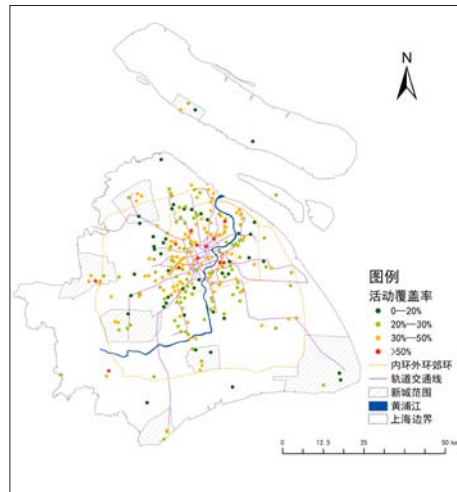 N
图例
活动覆盖率
0—20%
20%—30%
30%—50%
>50%
内环外环郊环
轨道交通线
新城范围
黄浦江
上海边界
0 12.5 25 50 km